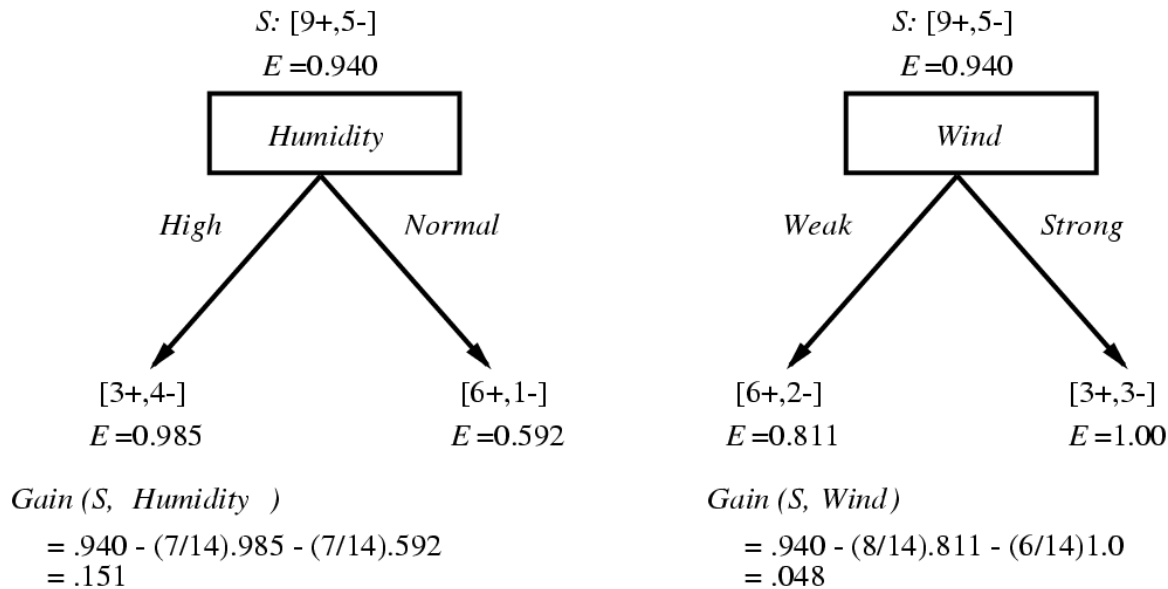 S: [9+,5-]
E =0.940
Humidity
High
Normal
[3+,4-]
E =0.985
[6+,1-]
E =0.592
Gain (S, Humidity )
= .940 - (7/14).985 - (7/14).592
= .151
S: [9+,5-]
E =0.940
Wind
Weak
Strong
[6+,2-]
E =0.811
[3+,3-]
E =1.00
Gain (S, Wind)
= .940 - (8/14).811 - (6/14)1.0
= .048